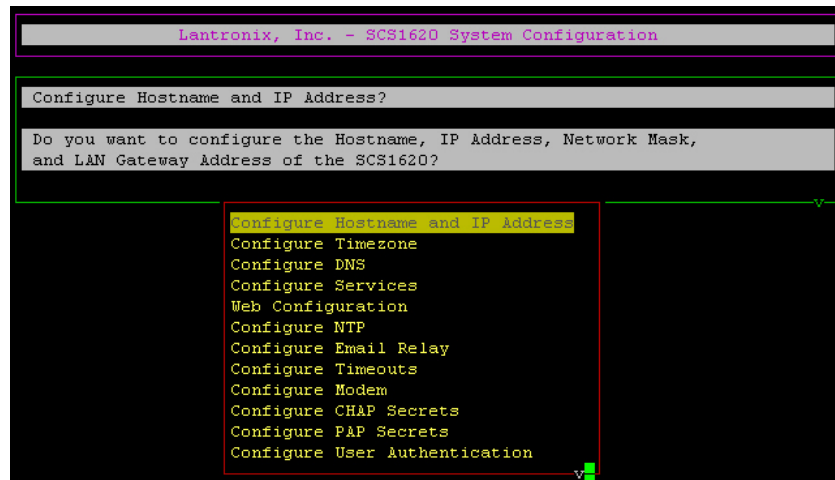 Lantronix, Inc. - SCS1620 System Configuration
Configure Hostname and IP Address?
Do you want to configure the Hostname, IP Address, Network Mask,
and LAN Gateway Address of the SCS1620?
v
Configure Hostname and IP Address
Configure Timezone
Configure DNS
Configure Services
Web Configuration
Configure NTP
Configure Email Relay
Configure Timeouts
Configure Modem
Configure CHAP Secrets
Configure PAP Secrets
Configure User Authentication
v